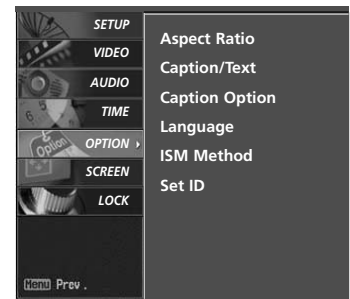 SETUP
VIDEO
AUDIO
TIME
OPTION
SCREEN
LOCK
Menu Prev.
Aspect Ratio
Caption/Text
Caption Option
Language
ISM Method
Set ID
Option